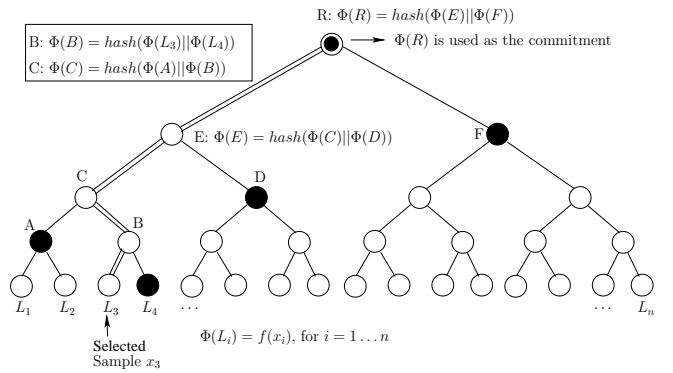 R: Φ(R) = hash(Φ(E)||Φ(F))
B: Φ(B) = hash(Φ(L₃)||Φ(L₄))
Φ(R) is used as the commitment
C: Φ(C) = hash(Φ(A)||Φ(B))
E: Φ(E) = hash(Φ(C)||Φ(D))
F
C
D
A
B
L₁ L₂ L₃ L₄ ... ... Lₙ
Φ(Lᵢ) = f(xᵢ), for i = 1 . . . n
Selected
Sample x₃